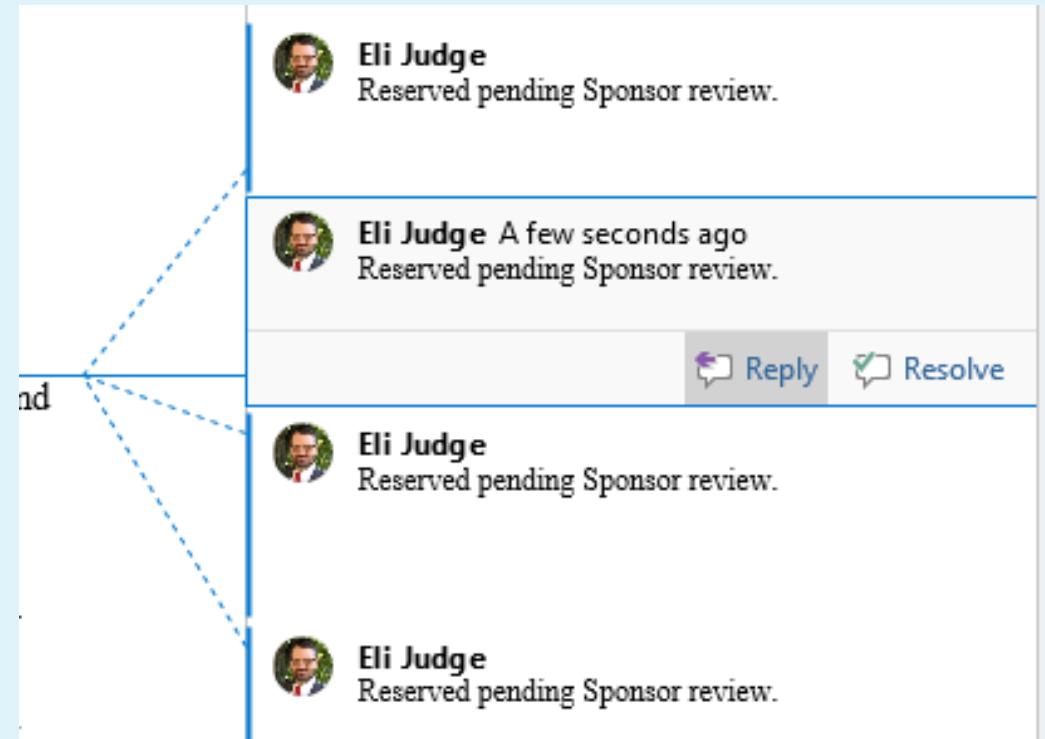 Eli Judge
Reserved pending Sponsor review.
Eli Judge A few seconds ago
Reserved pending Sponsor review.
Reply Resolve
nd
Eli Judge
Reserved pending Sponsor review.
Eli Judge
Reserved pending Sponsor review.